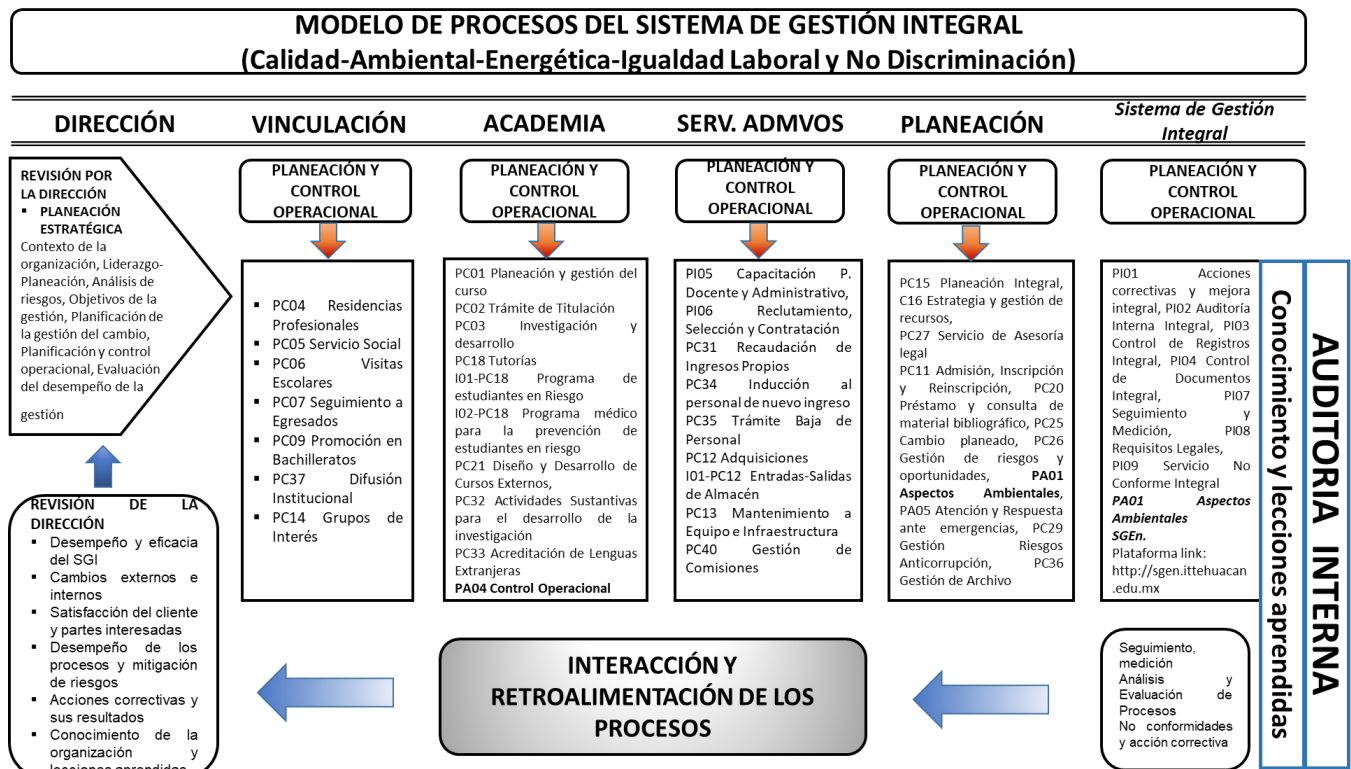 MODELO DE PROCESOS DEL SISTEMA DE GESTIÓN INTEGRAL
(Calidad-Ambiental-Energética-Igualdad Laboral y No Discriminación)
DIRECCIÓN
VINCULACIÓN
ACADEMIA
SERV. ADMVOS
PLANEACIÓN
Sistema de Gestión
Integral
REVISIÓN POR
LA DIRECCIÓN
▪ PLANEACIÓN
ESTRATÉGICA
Contexto de la
organización, Liderazgo-
Planeación, Análisis de
riesgos, Objetivos de la
gestión, Planificación de
la gestión del cambio,
Planificación y control
operacional, Evaluación
del desempeño de la
gestión
REVISIÓN DE LA
DIRECCIÓN
▪ Desempeño y eficacia
del SGI
▪ Cambios externos e
internos
▪ Satisfacción del cliente
y partes interesadas
▪ Desempeño de los
procesos y mitigación
de riesgos
▪ Acciones correctivas y
sus resultados
▪ Conocimiento de la
organización y
lecciones aprendidas
PLANEACIÓN Y
CONTROL
OPERACIONAL
▪ PC04 Residencias
Profesionales
▪ PC05 Servicio Social
▪ PC06 Visitas
Escolares
▪ PC07 Seguimiento a
Egresados
▪ PC09 Promoción en
Bachilleratos
▪ PC37 Difusión
Institucional
▪ PC14 Grupos de
Interés
PLANEACIÓN Y
CONTROL
OPERACIONAL
PC01 Planeación y gestión del
curso
PC02 Trámite de Titulación
PC03 Investigación y
desarrollo
PC18 Tutorías
I01-PC18 Programa de
estudiantes en Riesgo
I02-PC18 Programa médico
para la prevención de
estudiantes en riesgo
PC21 Diseño y Desarrollo de
Cursos Externos,
PC32 Actividades Sustantivas
para el desarrollo de la
investigación
PC33 Acreditación de Lenguas
Extranjeras
PA04 Control Operacional
PLANEACIÓN Y
CONTROL
OPERACIONAL
PI05 Capacitación P.
Docente y Administrativo,
PI06 Reclutamiento,
Selección y Contratación
PC31 Recaudación de
Ingresos Propios
PC34 Inducción al
personal de nuevo ingreso
PC35 Trámite Baja de
Personal
PC12 Adquisiciones
I01-PC12 Entradas-Salidas
de Almacén
PC13 Mantenimiento a
Equipo e Infraestructura
PC40 Gestión de
Comisiones
PLANEACIÓN Y
CONTROL
OPERACIONAL
PC15 Planeación Integral,
C16 Estrategia y gestión de
recursos,
PC27 Servicio de Asesoría
legal
PC11 Admisión, Inscripción
y Reinscripción, PC20
Préstamo y consulta de
material bibliográfico, PC25
Cambio planeado, PC26
Gestión de riesgos y
oportunidades, PA01
Aspectos Ambientales,
PA05 Atención y Respuesta
ante emergencias, PC29
Gestión Riesgos
Anticorrupción, PC36
Gestión de Archivo
PLANEACIÓN Y
CONTROL
OPERACIONAL
PI01 Acciones
correctivas y mejora
integral, PI02 Auditoría
Interna Integral, PI03
Control de Registros
Integral, PI04 Control
de Documentos
Integral, PI07
Seguimiento y
Medición, PI08
Requisitos Legales,
PI09 Servicio No
Conforme Integral
PA01 Aspectos
Ambientales
SGEn.
Plataforma link:
http://sgen.ittehuacan
.edu.mx
Seguimiento,
medición
Análisis y
Evaluación de
Procesos
No conformidades
y acción correctiva
INTERACCIÓN Y
RETROALIMENTACIÓN DE LOS
PROCESOS
Conocimiento y lecciones aprendidas
AUDITORIA INTERNA